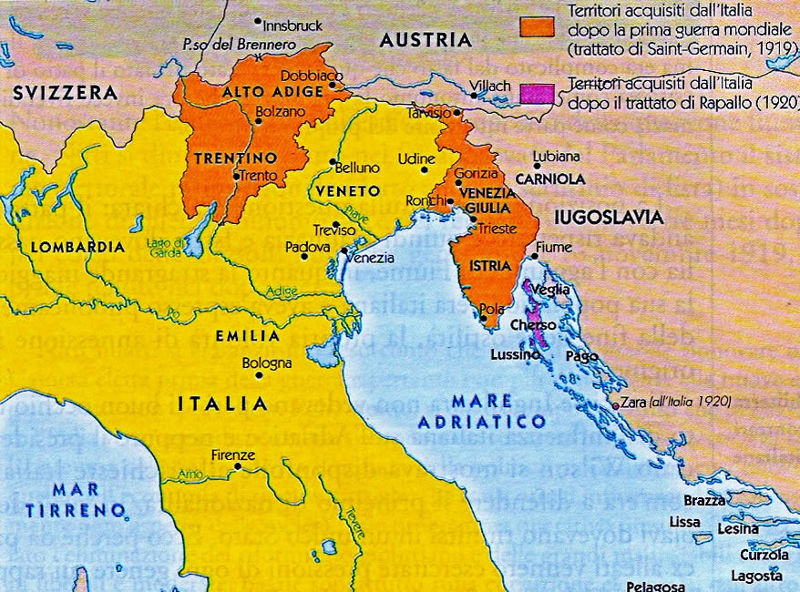 Innsbruck
P.so del Brennero
AUSTRIA
Territori acquisiti dall'Italia
dopo la prima guerra mondiale
(trattato di Saint-Germain, 1919)
Territori acquisiti dall'Italia
dopo il trattato di Rapallo (1920)
SVIZZERA
Dobbiaco
ALTO ADIGE
Villach
Bolzano
Tarvisio
TRENTINO
Trento
Belluno
Udine
Lubiana
CARNIOLA
Gorizia
VENETO
VENEZIA
GIULIA
Ronchi
Piave
IUGOSLAVIA
LOMBARDIA
Lago di
Garda
Treviso
Padova
Venezia
Trieste
Fiume
ISTRIA
Adige
Veglia
Po
Pola
Cherso
EMILIA
Lussino
Pago
Bologna
ITALIA
MARE
ADRIATICO
Zara (all'Italia 1920)
Firenze
Arno
MAR
TIRRENO
Tevere
Brazza
Lissa
Lesina
Curzola
Lagosta
Pelagosa